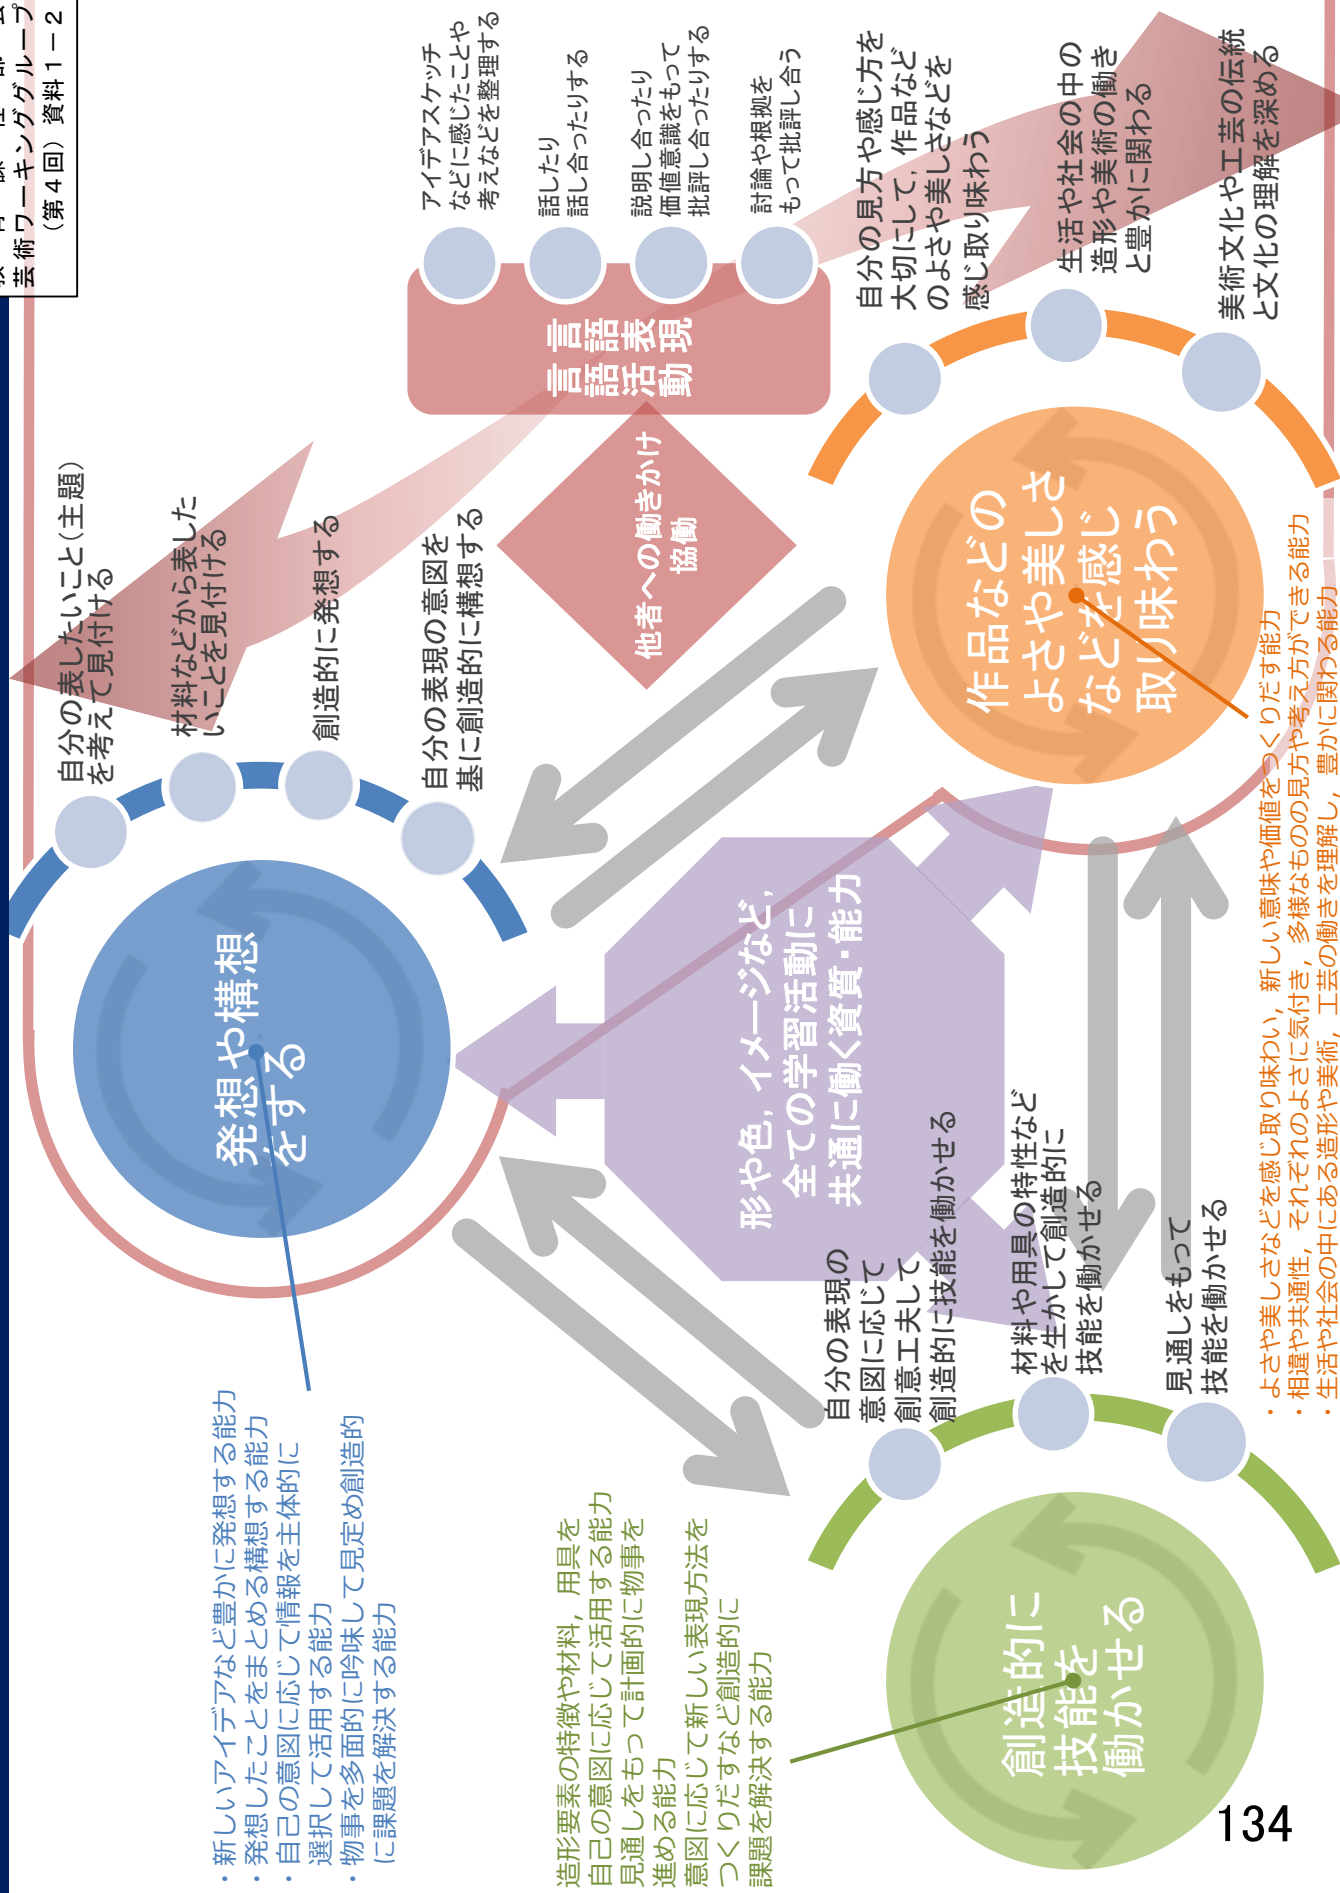 芸術ワーキンググループ
（第４回）資料１－２
発想や構想
をする
自分の表したいこと（主題）
を考えて見付ける
材料などから表した
いことを見付ける
創造的に発想する
自分の表現の意図を
基に創造的に構想する
・新しいアイデアなど豊かに発想する能力
・発想したことをまとめる構想する能力
・自己の意図に応じて情報を主体的に
選択して活用する能力
・物事を多面的に吟味して見定め創造的
に課題を解決する能力
言語表現
言語活動
アイデアスケッチ
などに感じたことや
考えなどを整理する
話したり
話し合ったりする
説明し合ったり
価値意識をもって
批評し合ったりする
討論や根拠を
もって批評し合う
他者への働きかけ
協働
形や色，イメージなど，
全ての学習活動に
共通に働く資質・能力
創造的に
技能を
働かせる
自分の表現の
意図に応じて
創意工夫して
創造的に技能を働かせる
材料や用具の特性など
を生かして創造的に
技能を働かせる
見通しをもって
技能を働かせる
造形要素の特徴や材料，用具を
自己の意図に応じて活用する能力
見通しをもって計画的に物事を
進める能力
意図に応じて新しい表現方法を
つくりだすなど創造的に
課題を解決する能力
作品などの
よさや美しさ
などを感じ
取り味わう
自分の見方や感じ方を
大切にして，作品など
のよさや美しさなどを
感じ取り味わう
生活や社会の中の
造形や美術の働き
と豊かに関わる
美術文化や工芸の伝統
と文化の理解を深める
・よさや美しさなどを感じ取り味わい，新しい意味や価値をつくりだす能力
・相違や共通性，それぞれのよさに気付き，多様なものの見方や考え方ができる能力
・生活や社会の中にある造形や美術，工芸の働きを理解し，豊かに関わる能力
134